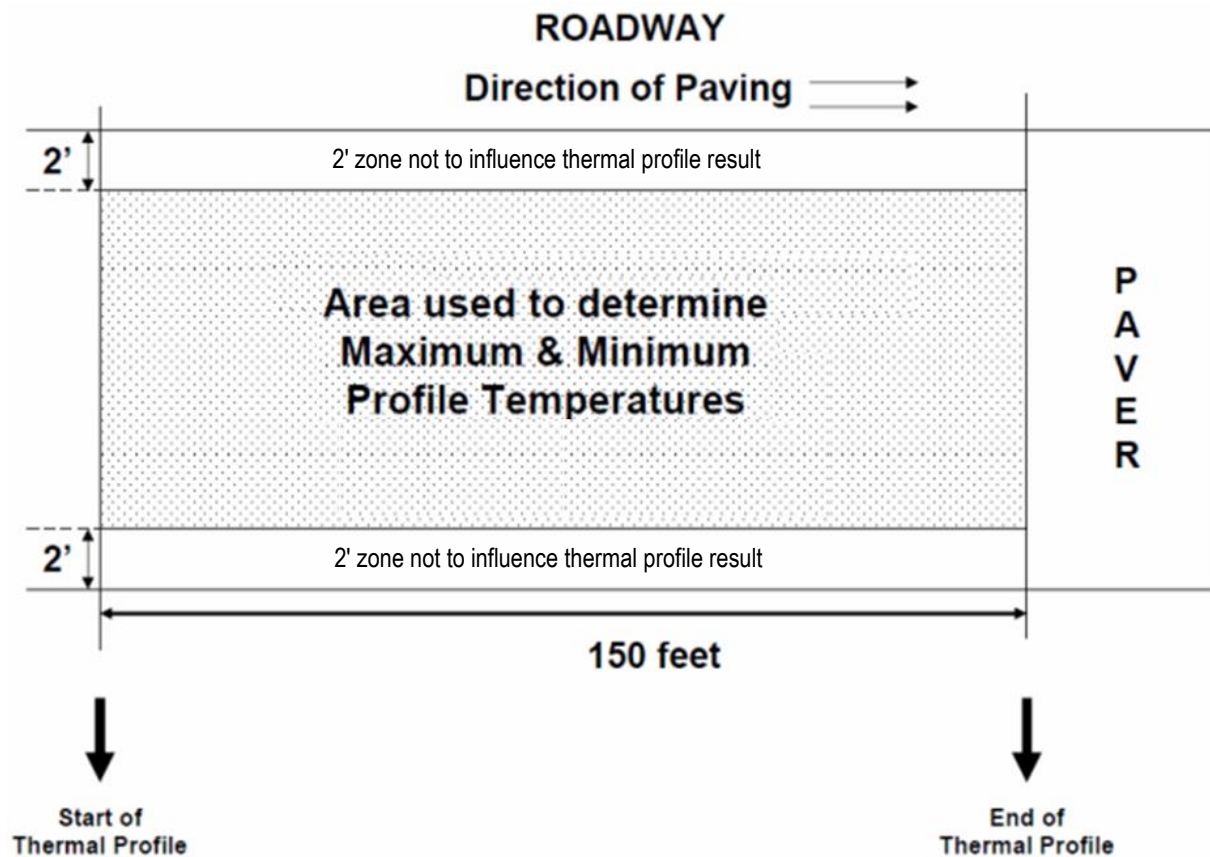 ROADWAY
Direction of Paving
2'
2' zone not to influence thermal profile result
Area used to determine
Maximum & Minimum
Profile Temperatures
P
A
V
E
R
2'
2' zone not to influence thermal profile result
150 feet
Start of
Thermal Profile
End of
Thermal Profile